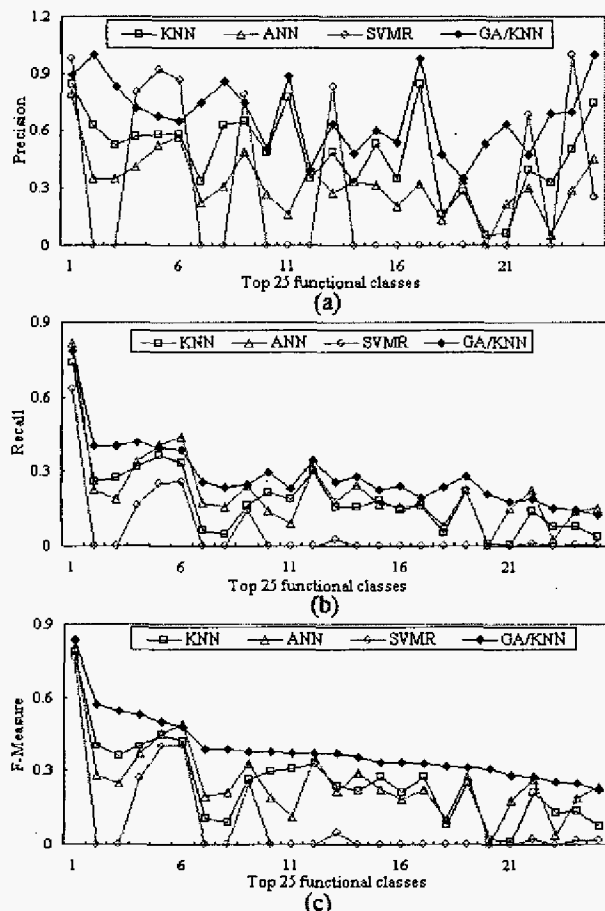 KNN ANN SVMR GA/KNN
1.2
0.9
0.6
0.3
0
Precision
1 6 11 16 21
Top 25 functional classes
(a)
KNN ANN SVMR GA/KNN
0.9
0.6
0.3
0
Recall
1 6 11 16 21
Top 25 functional classes
(b)
KNN ANN SVMR GA/KNN
0.9
0.6
0.3
0
F-Measure
1 6 11 16 21
Top 25 functional classes
(c)